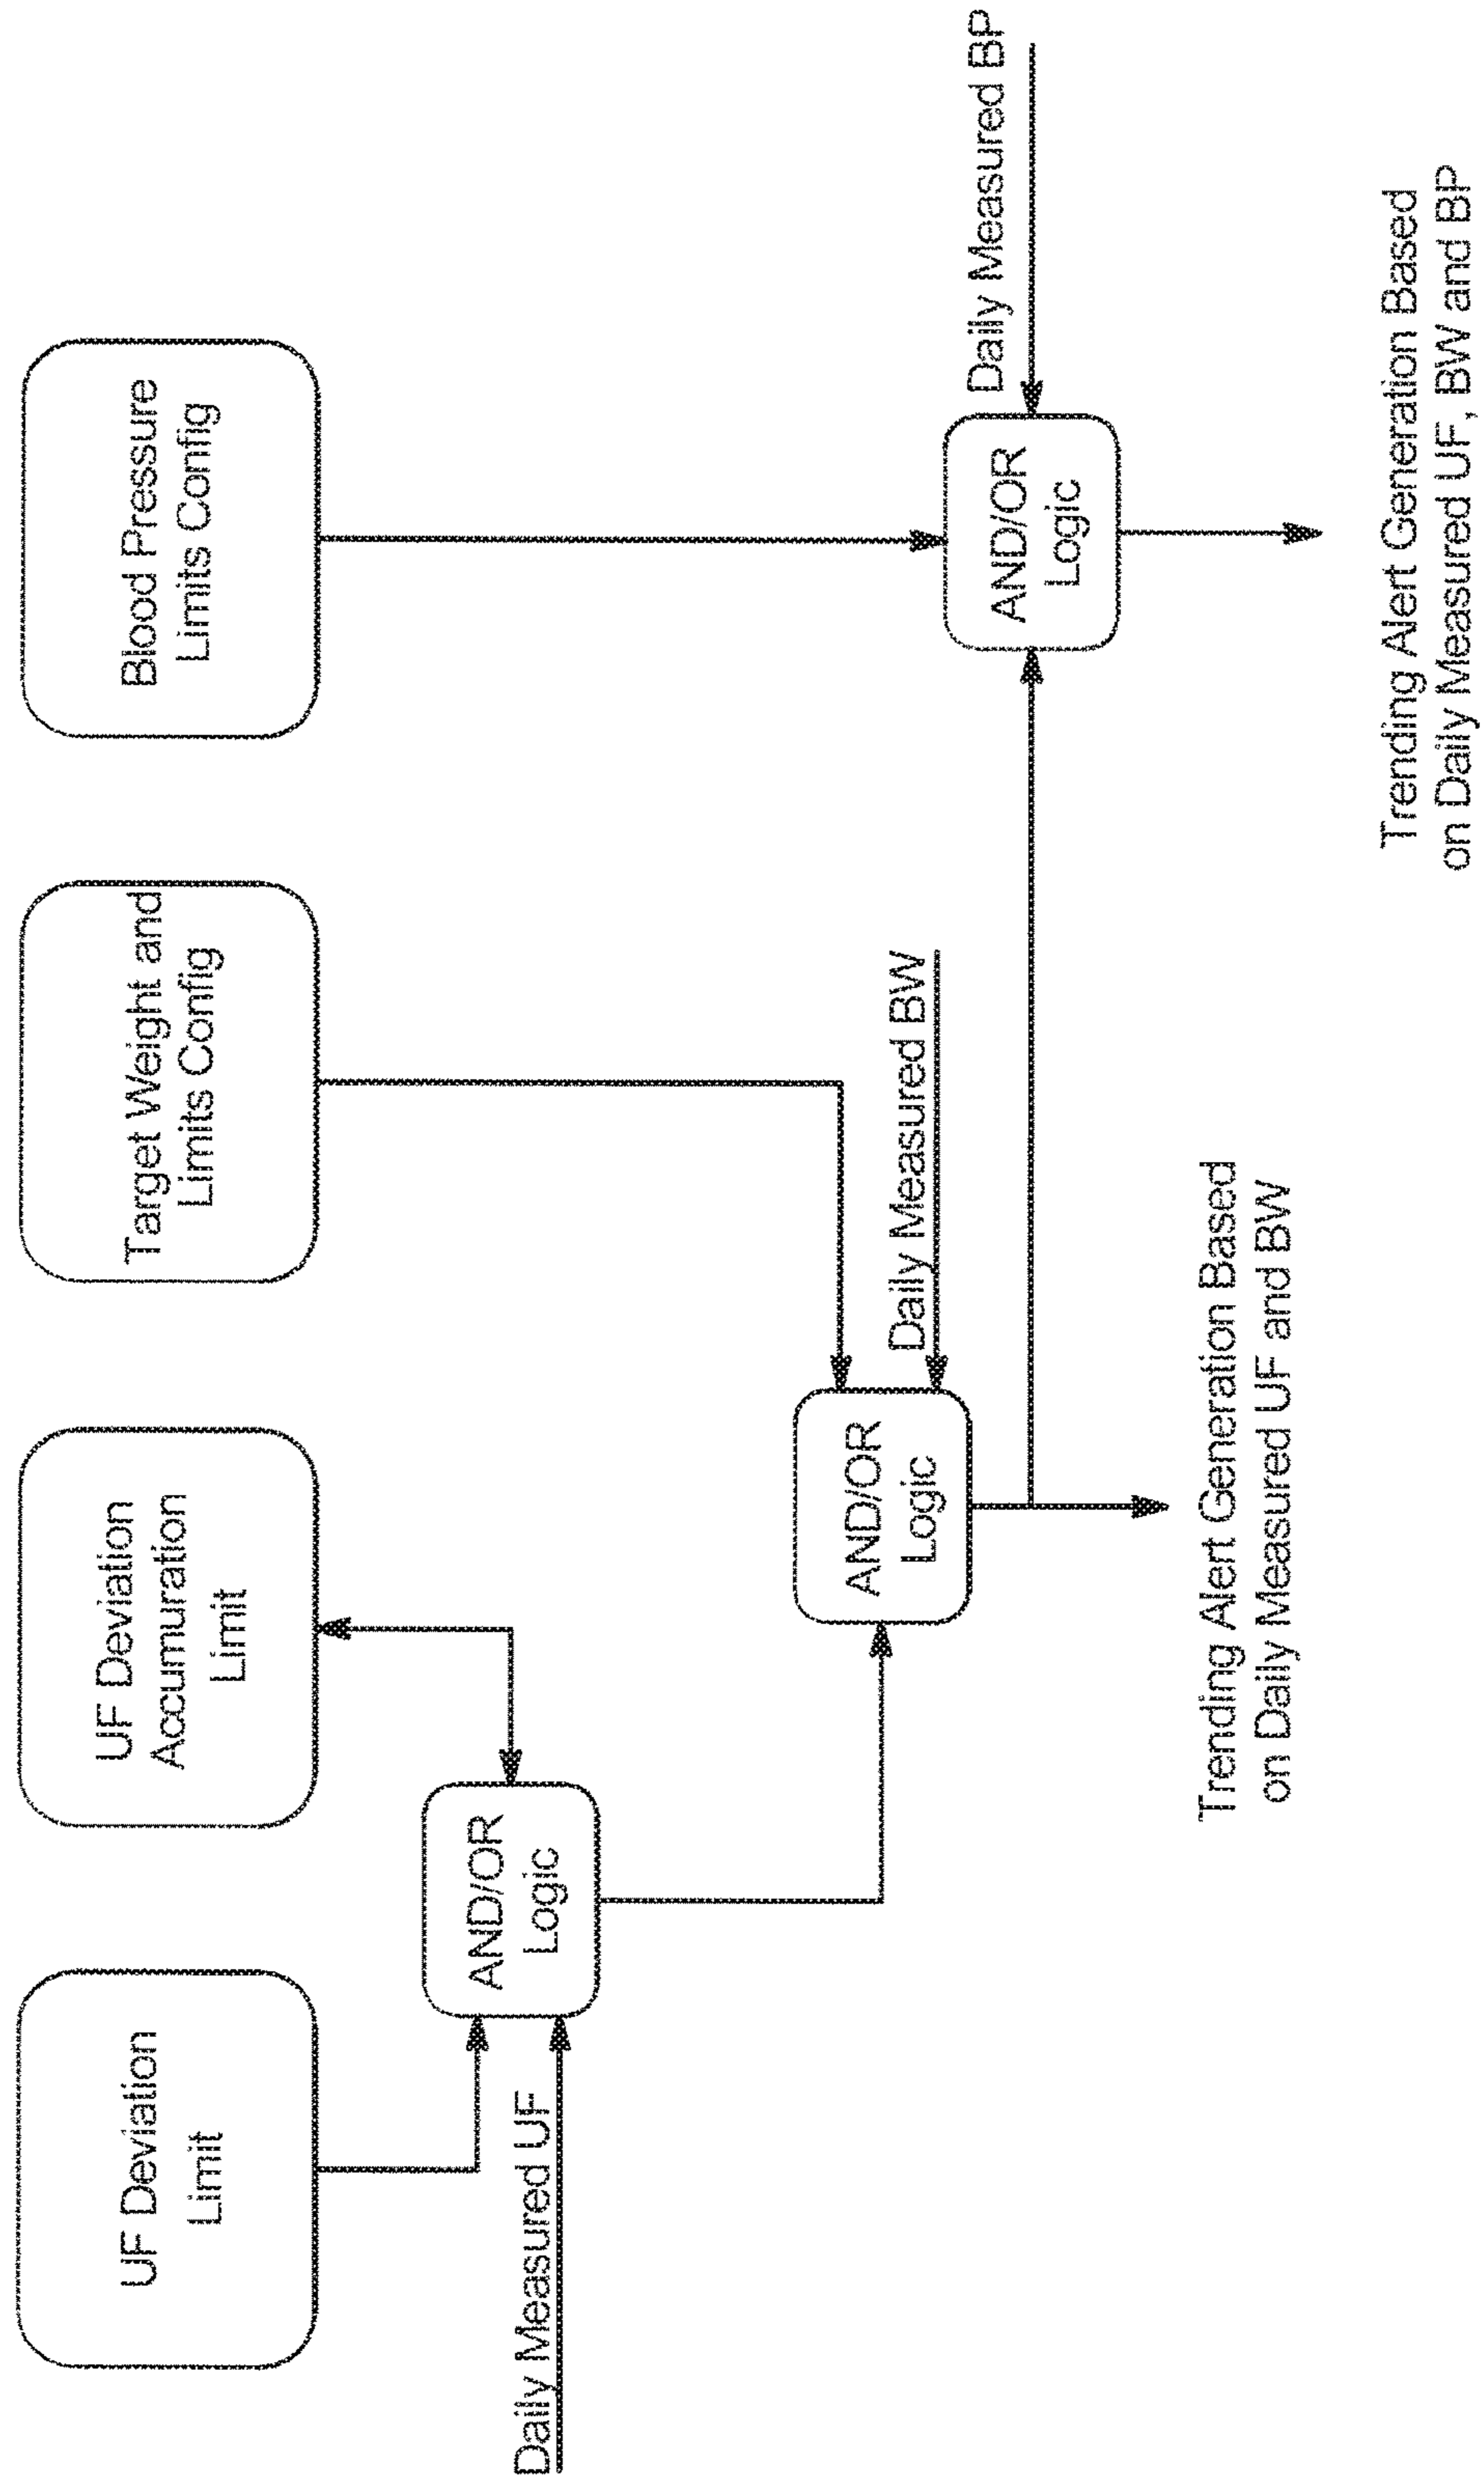 UF Deviation
Limit
UF Deviation
Accumuration
Limit
Target Weight and
Limits Config
Blood Pressure
Limits Config
Daily Measured UF
AND/OR
Logic
AND/OR
Logic
Daily Measured BW
AND/OR
Logic
Daily Measured BP
Trending Alert Generation Based
on Daily Measured UF and BW
Trending Alert Generation Based
on Daily Measured UF, BW and BP